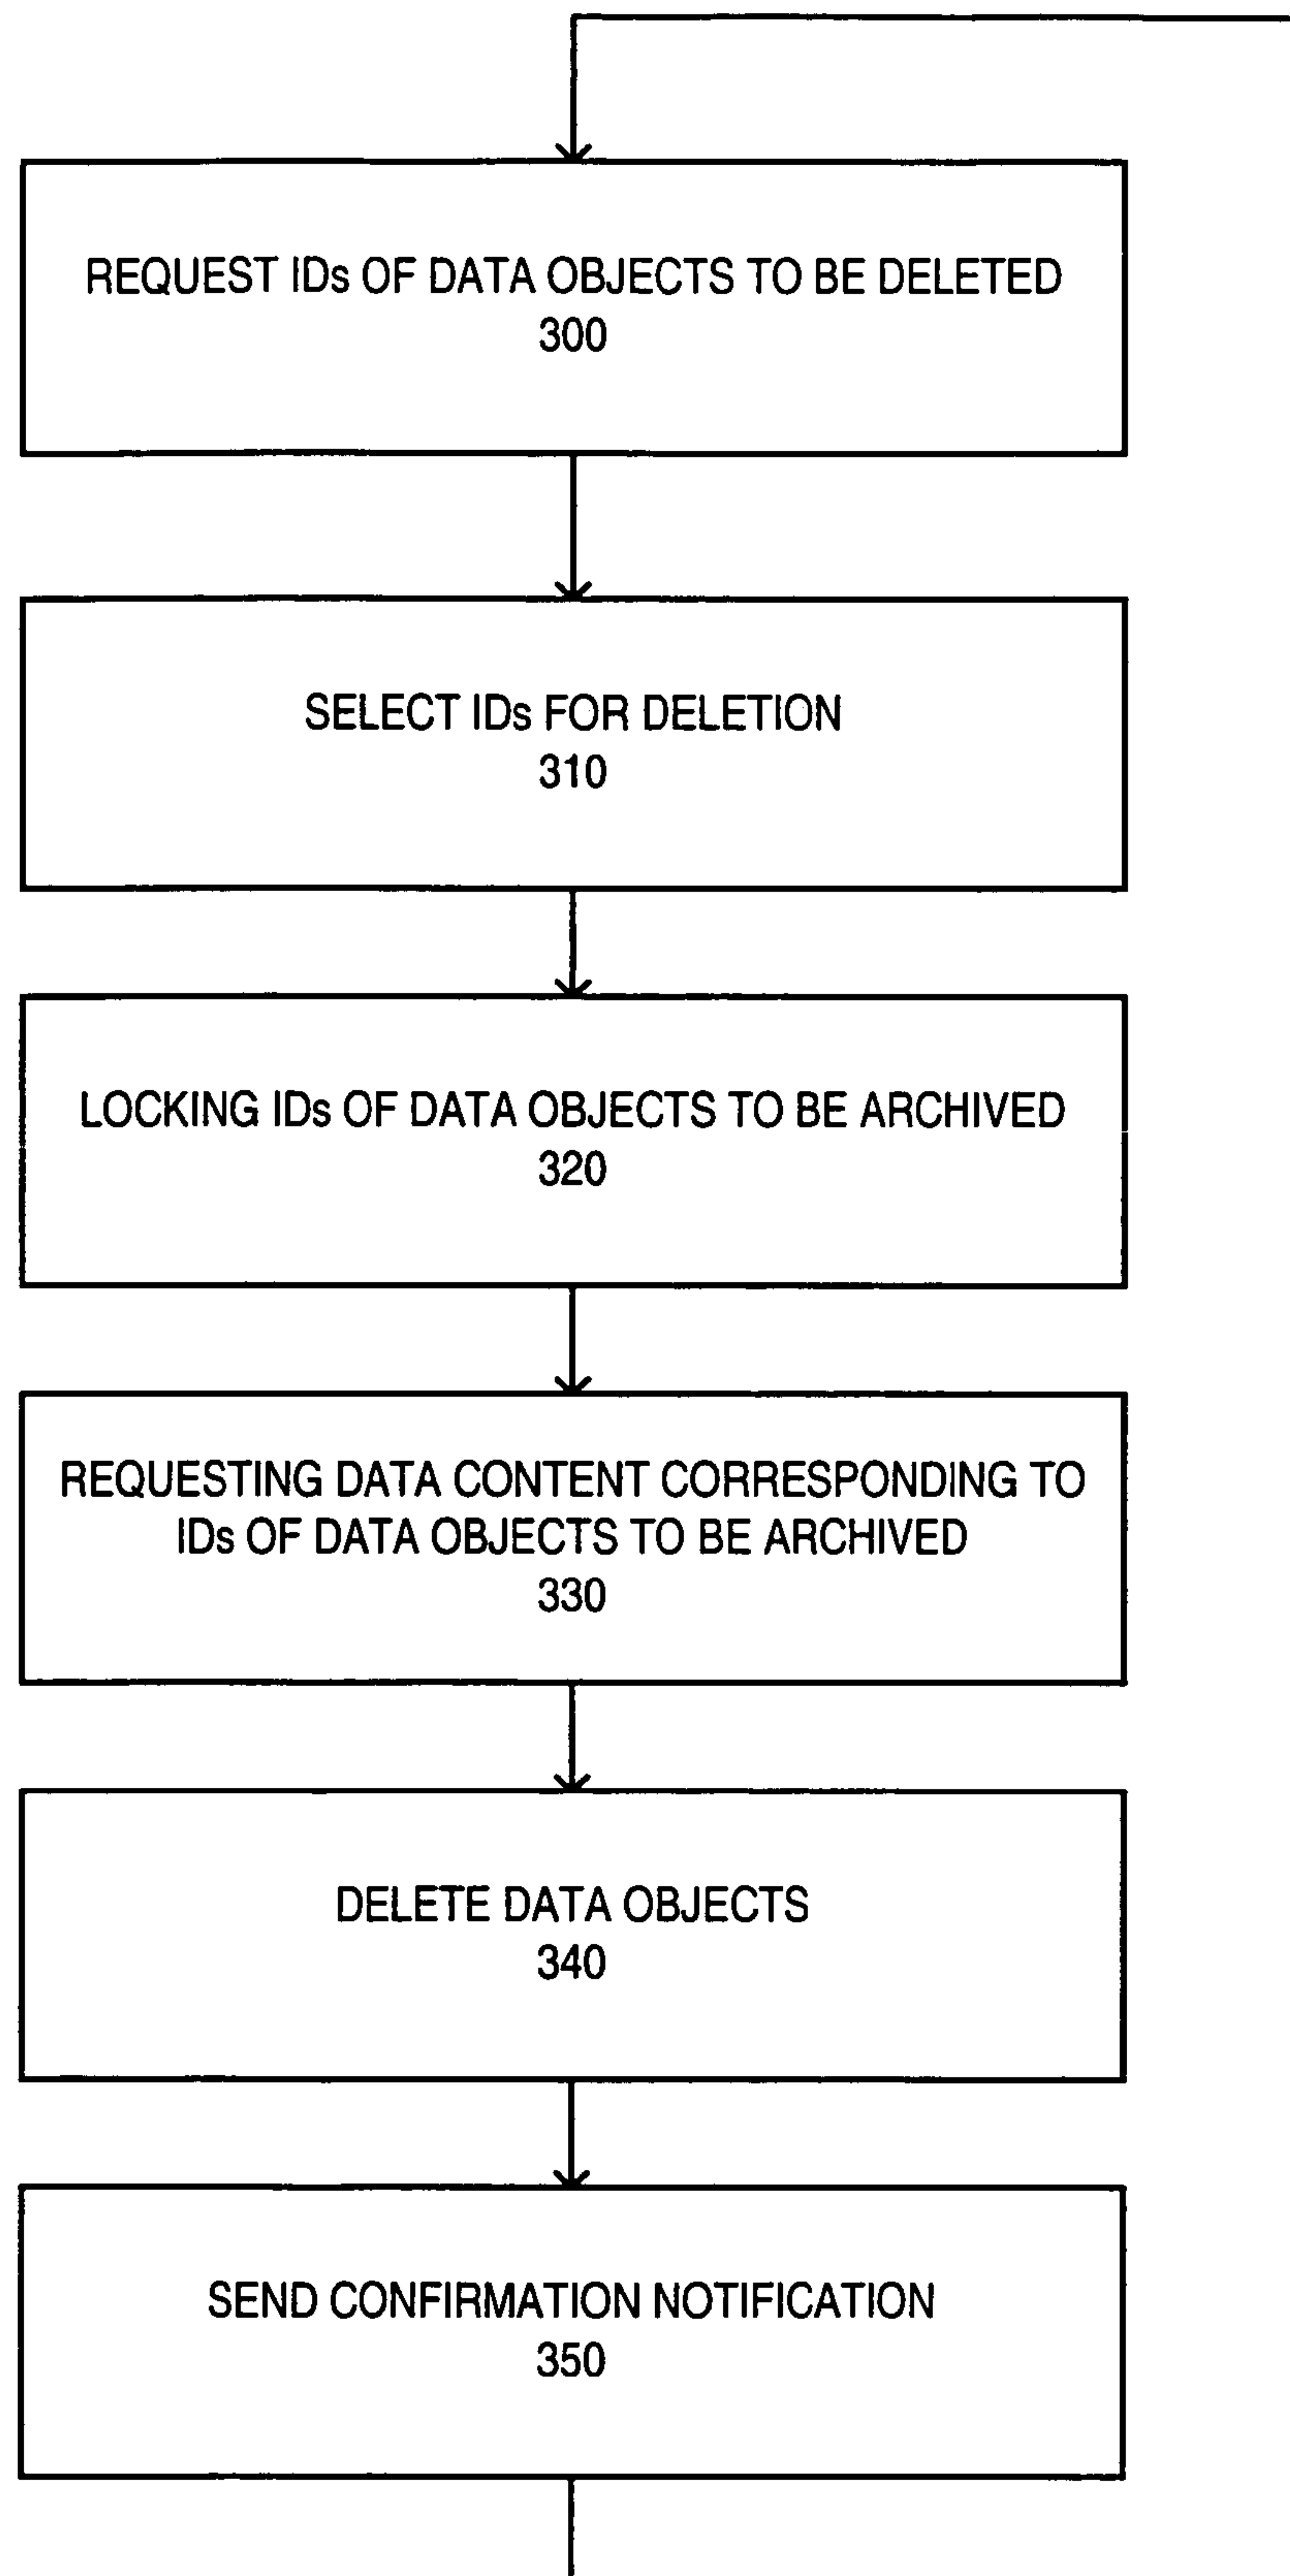 REQUEST IDs OF DATA OBJECTS TO BE DELETED
300
SELECT IDs FOR DELETION
310
LOCKING IDs OF DATA OBJECTS TO BE ARCHIVED
320
REQUESTING DATA CONTENT CORRESPONDING TO
IDs OF DATA OBJECTS TO BE ARCHIVED
330
DELETE DATA OBJECTS
340
SEND CONFIRMATION NOTIFICATION
350